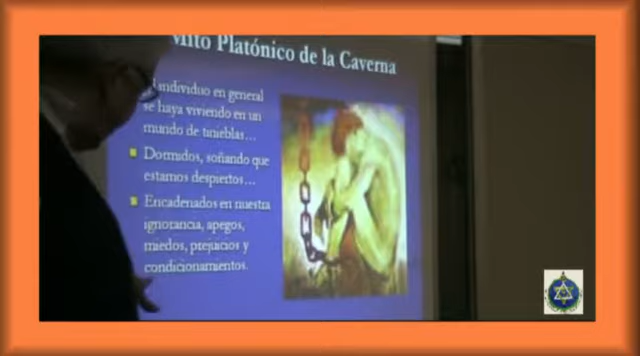 Mito Platónico de la Caverna
individuo en general
se haya viviendo en un
mundo de tinieblas...
Dormidos, soñando que
estamos despiertos...
Encadenados en nuestra
ignorancia, apegos,
miedos, prejuicios y
condicionamientos.